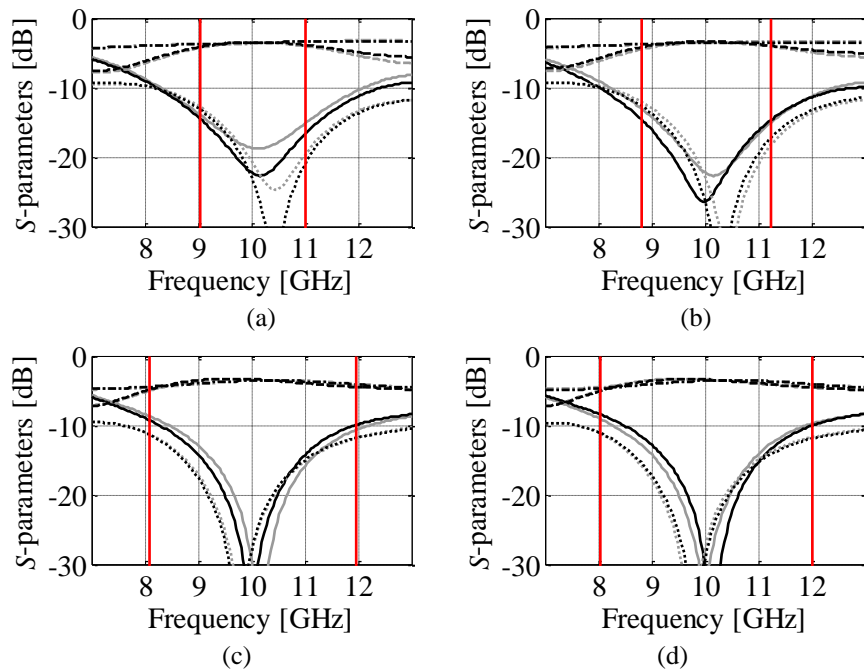 0
-10
-20
-30
S-parameters [dB]
8 9 10 11 12
Frequency [GHz]
(a)
0
-10
-20
-30
S-parameters [dB]
8 9 10 11 12
Frequency [GHz]
(b)
0
-10
-20
-30
S-parameters [dB]
8 9 10 11 12
Frequency [GHz]
(c)
0
-10
-20
-30
S-parameters [dB]
8 9 10 11 12
Frequency [GHz]
(d)